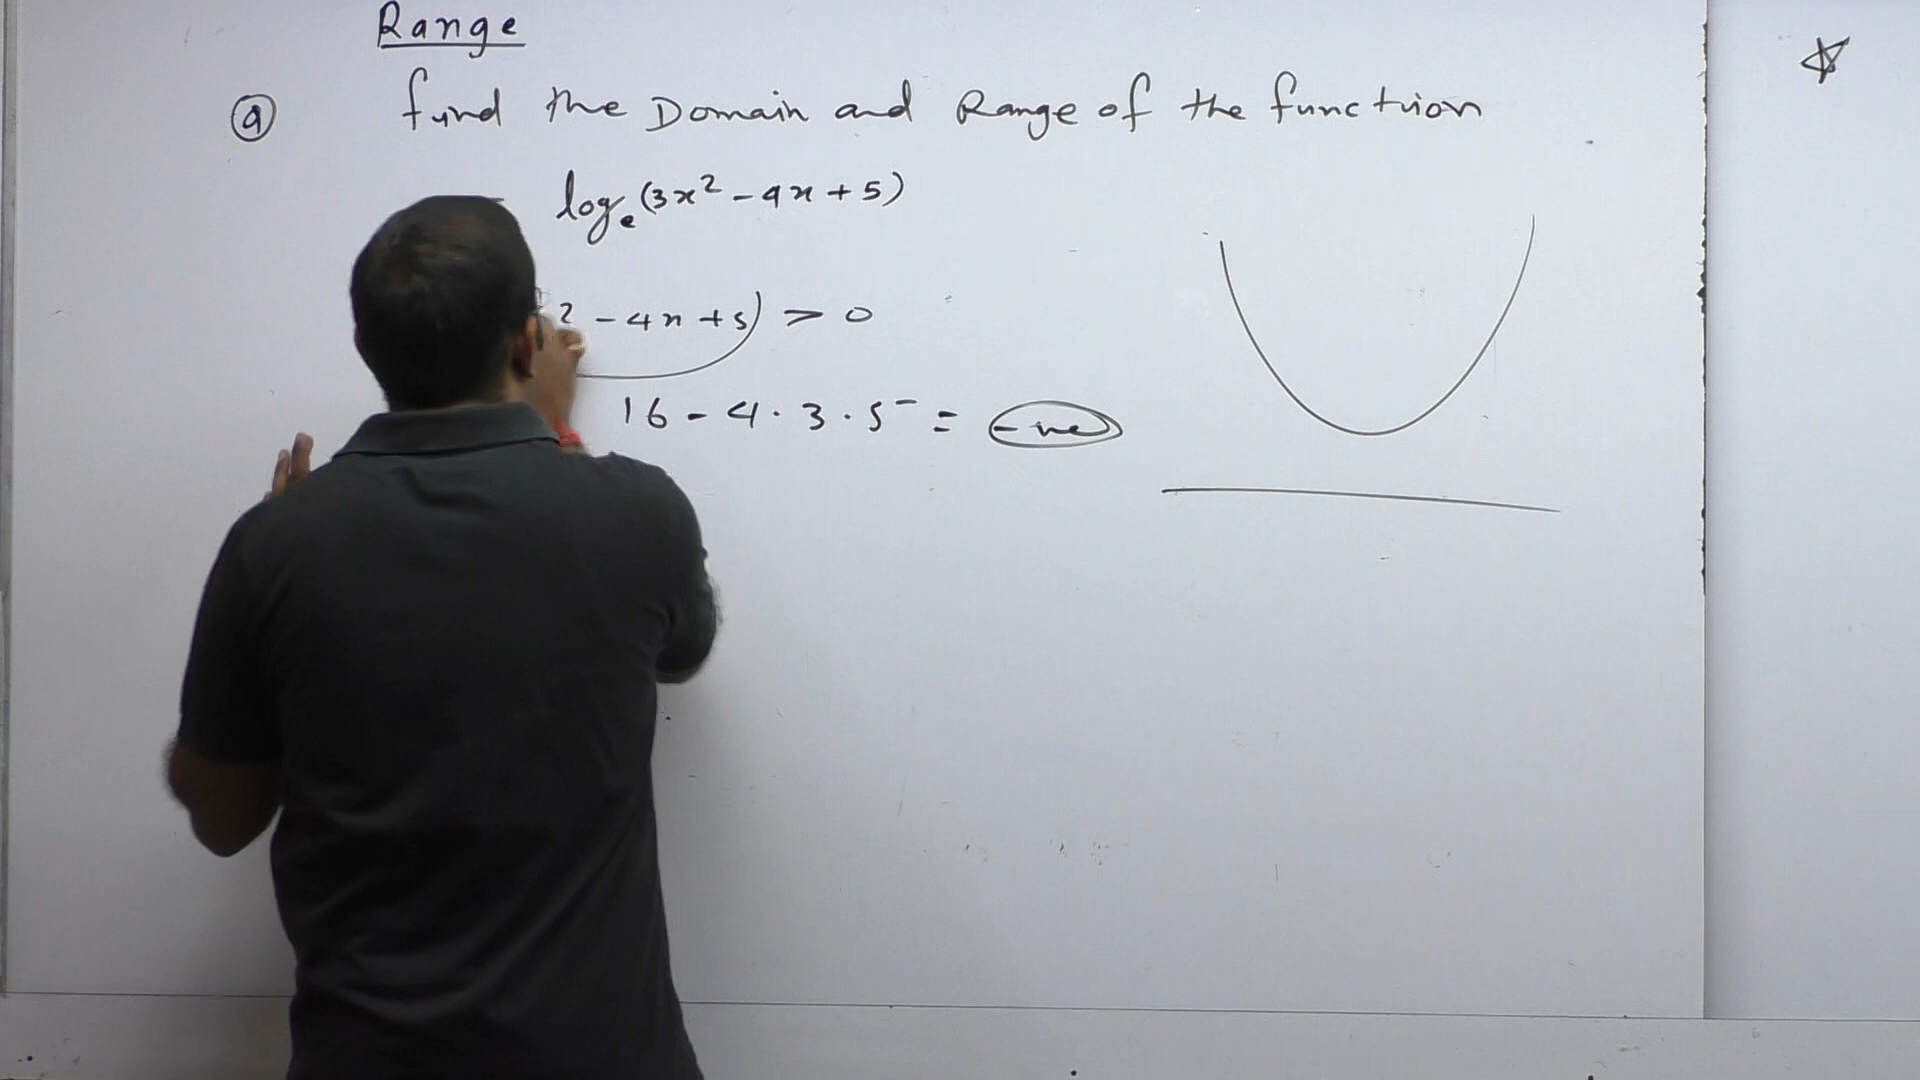 Range
Q Find the Domain and Range of the function
log_e (3x² - 4x + 5)
² - 4x + 5) > 0
16 - 4 · 3 · 5 = -ve